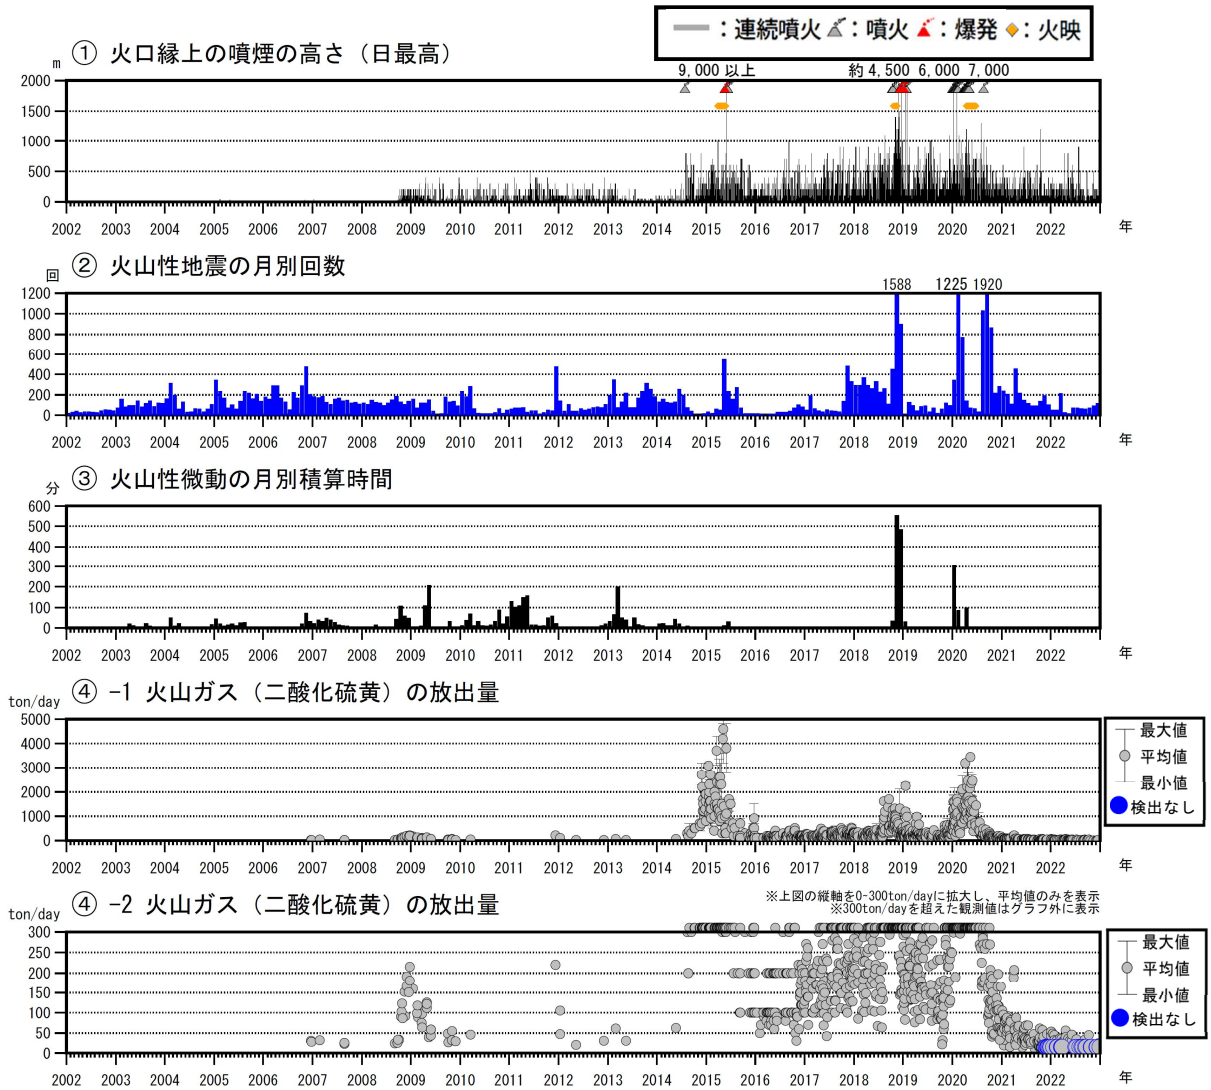 ：連続噴火 ：噴火 ：爆発 ：火映
① 火口縁上の噴煙の高さ（日最高）
m
9,000 以上 約 4,500 6,000 7,000
2000
1500
1000
500
0
2002 2003 2004 2005 2006 2007 2008 2009 2010 2011 2012 2013 2014 2015 2016 2017 2018 2019 2020 2021 2022 年
② 火山性地震の月別回数
回
1588 1225 1920
1200
1000
800
600
400
200
0
2002 2003 2004 2005 2006 2007 2008 2009 2010 2011 2012 2013 2014 2015 2016 2017 2018 2019 2020 2021 2022 年
③ 火山性微動の月別積算時間
分
600
500
400
300
200
100
0
2002 2003 2004 2005 2006 2007 2008 2009 2010 2011 2012 2013 2014 2015 2016 2017 2018 2019 2020 2021 2022 年
④ -1 火山ガス（二酸化硫黄）の放出量
ton/day
5000
4000
3000
2000
1000
0
最大値
平均値
最小値
検出なし
2002 2003 2004 2005 2006 2007 2008 2009 2010 2011 2012 2013 2014 2015 2016 2017 2018 2019 2020 2021 2022 年
④ -2 火山ガス（二酸化硫黄）の放出量
※上図の縦軸を0-300ton/dayに拡大し、平均値のみを表示
※300ton/dayを超えた観測値はグラフ外に表示
ton/day
300
250
200
150
100
50
0
最大値
平均値
最小値
検出なし
2002 2003 2004 2005 2006 2007 2008 2009 2010 2011 2012 2013 2014 2015 2016 2017 2018 2019 2020 2021 2022 年